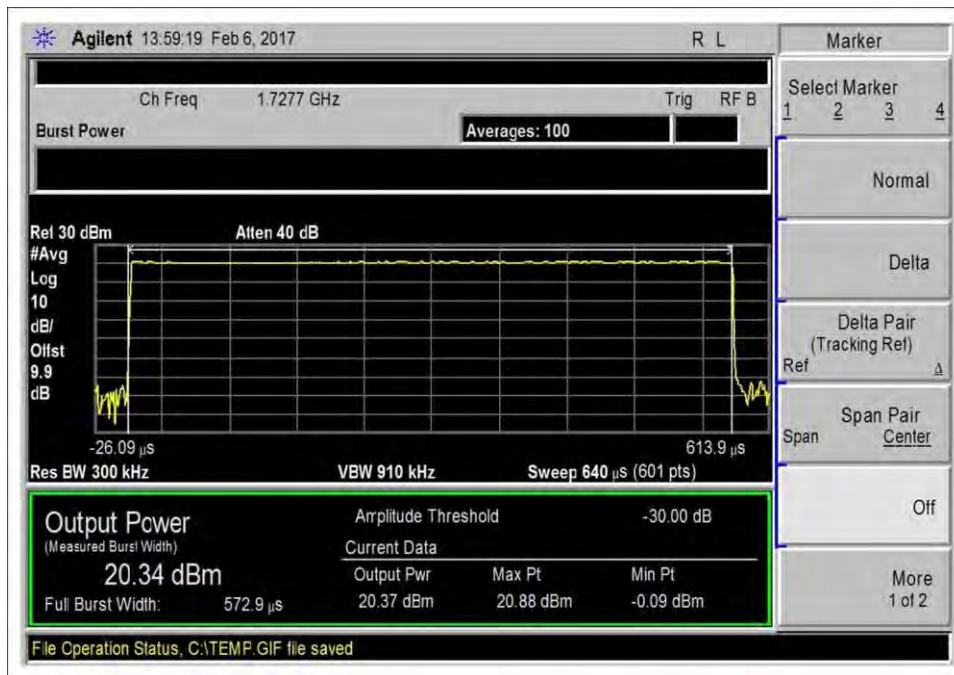 Agilent 13:59:19 Feb 6, 2017 R L
Ch Freq 1.7277 GHz Trig RF B
Burst Power Averages: 100
Ref 30 dBm Atten 40 dB
#Avg
Log
10
dB/
Offst
9.9
dB
-26.09 µs 613.9 µs
Res BW 300 kHz VBW 910 kHz Sweep 640 µs (601 pts)
Output Power
(Measured Burst Width)
20.34 dBm
Full Burst Width: 572.9 µs
Amplitude Threshold -30.00 dB
Current Data
Output Pwr Max Pt Min Pt
20.37 dBm 20.88 dBm -0.09 dBm
File Operation Status, C:\TEMP.GIF file saved
Marker
Select Marker
1 2 3 4
Normal
Delta
Delta Pair
(Tracking Ref)
Ref Δ
Span Pair
Span Center
Off
More
1 of 2